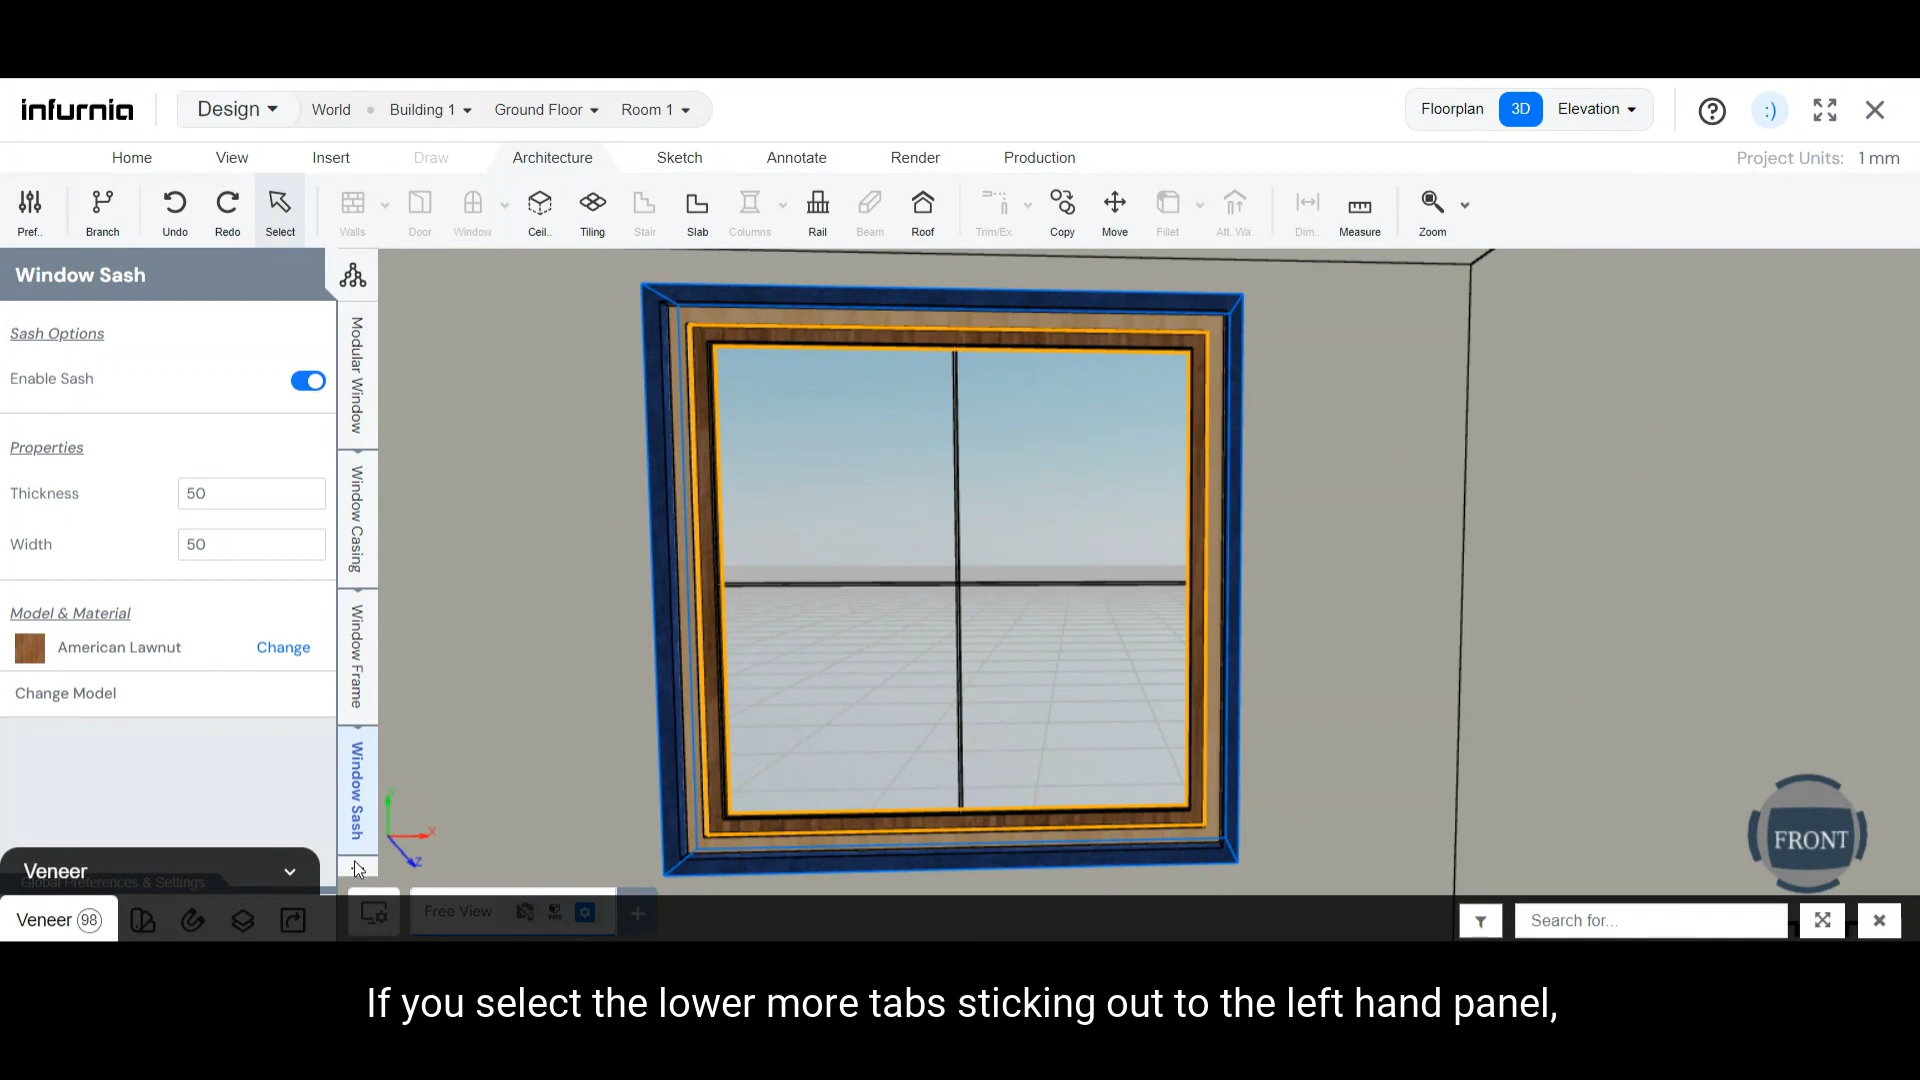 infurnia
Design
World
Building 1
Ground Floor
Room 1
Floorplan
3D
Elevation
:)
Home
View
Insert
Draw
Architecture
Sketch
Annotate
Render
Production
Project Units: 1 mm
Pref..
Branch
Undo
Redo
Select
Walls
Door
Window
Ceil..
Tiling
Stair
Slab
Columns
Rail
Beam
Roof
Trim/Ex.
Copy
Move
Fillet
Att. Wa.
Dim.
Measure
Zoom
Window Sash
Sash Options
Enable Sash
Properties
Thickness
50
Width
50
Model & Material
American Lawnut
Change
Change Model
Modular Window
Window Casing
Window Frame
Window Sash
Y
X
Z
FRONT
Veneer
Global Preferences & Settings
Veneer 98
Free View
PNG
Search for...
If you select the lower more tabs sticking out to the left hand panel,